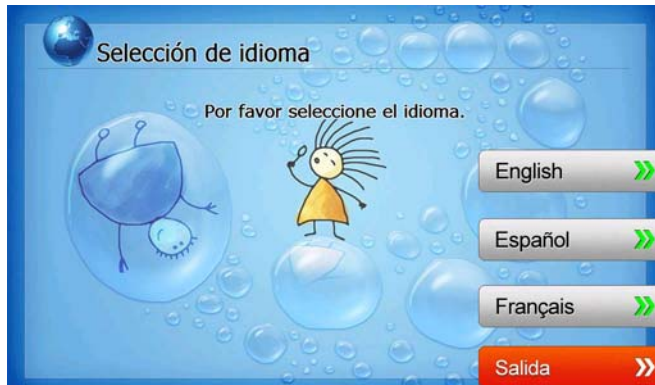 Selección de idioma
Por favor seleccione el idioma.
English
Español
Français
Salida